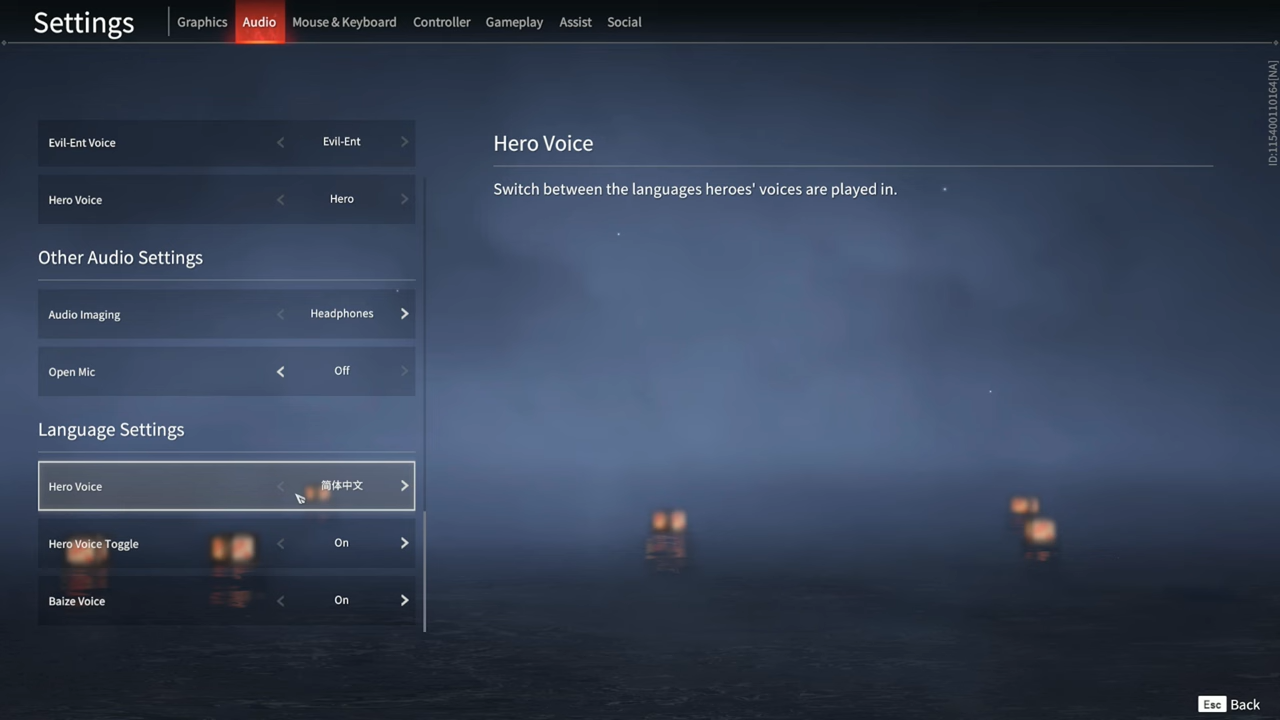 Settings
Graphics
Audio
Mouse & Keyboard
Controller
Gameplay
Assist
Social
ID:115400110164[NA]
Evil-Ent Voice
Evil-Ent
Hero Voice
Hero
Other Audio Settings
Audio Imaging
Headphones
Open Mic
Off
Language Settings
Hero Voice
简体中文
Hero Voice Toggle
On
Baize Voice
On
Hero Voice
Switch between the languages heroes' voices are played in.
Esc Back